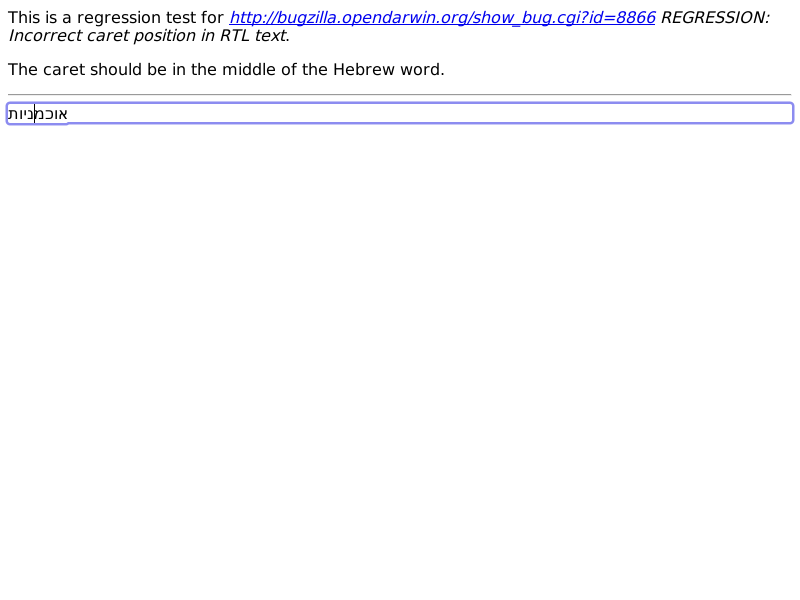 This is a regression test for http://bugzilla.opendarwin.org/show_bug.cgi?id=8866 REGRESSION:
Incorrect caret position in RTL text.
The caret should be in the middle of the Hebrew word.
אוכמניות